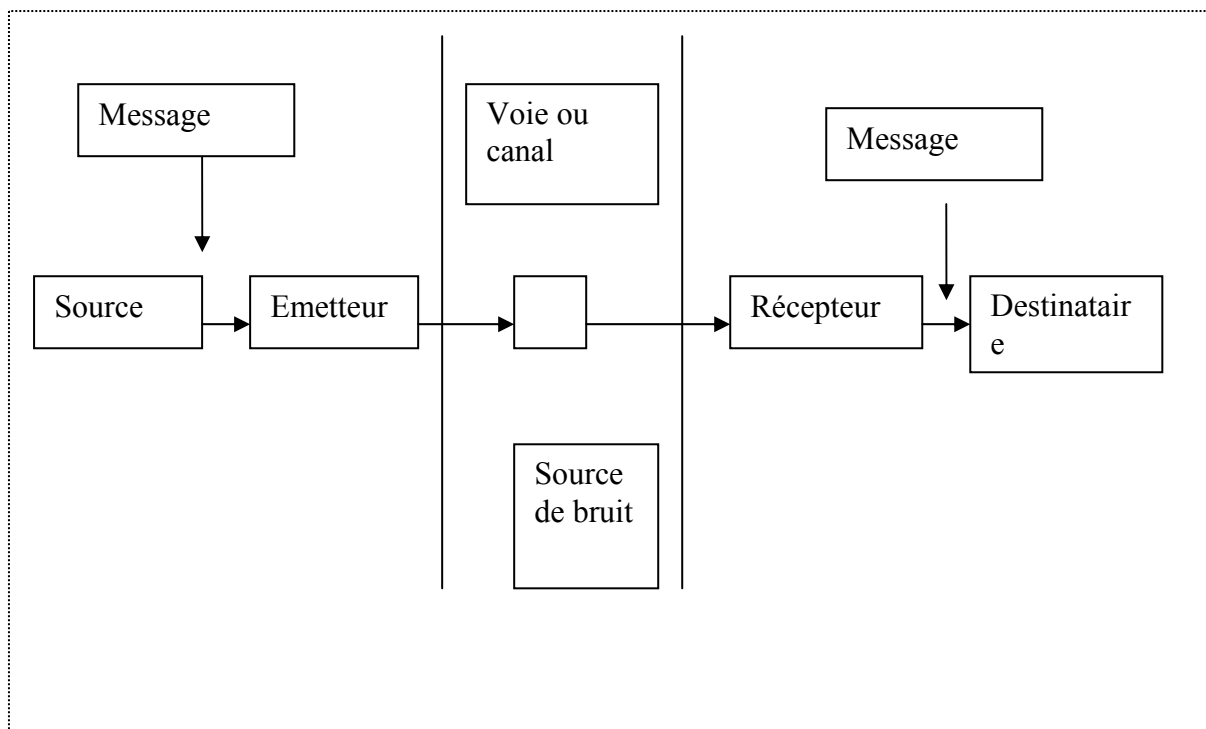 Message
Voie ou
canal
Message
Source
Emetteur
Récepteur
Destinatair
e
Source
de bruit